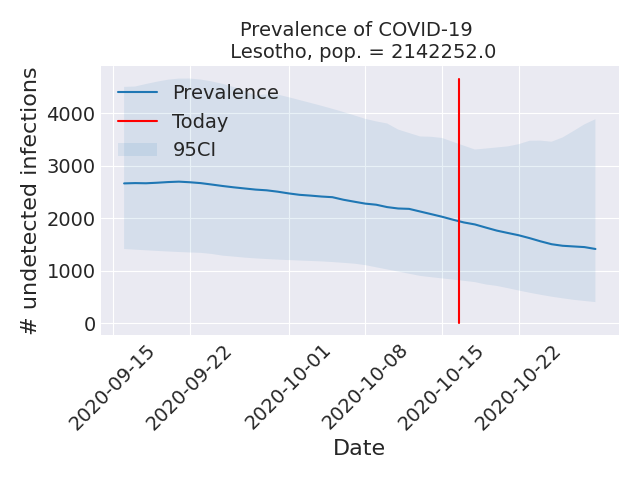 Prevalence of COVID-19
Lesotho, pop. = 2142252.0
# undetected infections
4000
3000
2000
1000
0
Prevalence
Today
95CI
2020-09-15
2020-09-22
2020-10-01
2020-10-08
2020-10-15
2020-10-22
Date